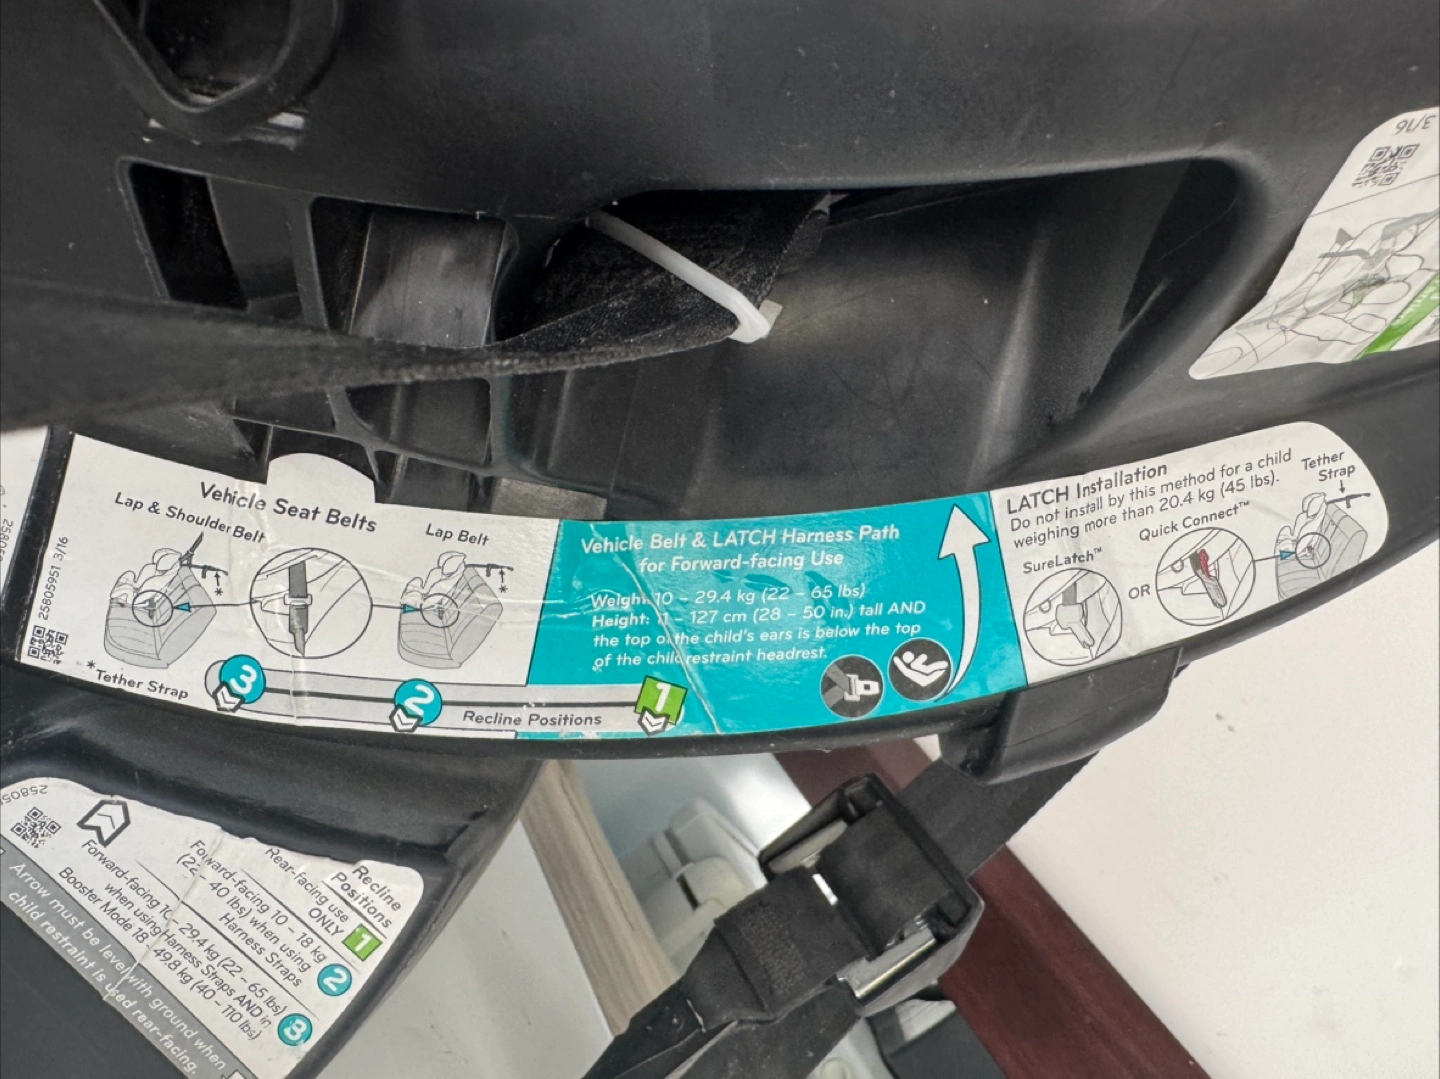 3/16
Vehicle Seat Belts
Lap & Shoulder Belt
Lap Belt
25805951 3/16
*
*
*Tether Strap
3
2
1
Recline Positions
Vehicle Belt & LATCH Harness Path
for Forward-facing Use
Weight: 10 – 29.4 kg (22 – 65 lbs)
Height: – 127 cm (28 – 50 in.) tall AND
the top of the child's ears is below the top
of the child restraint headrest.
LATCH Installation
Do not install by this method for a child
weighing more than 20.4 kg (45 lbs).
SureLatch™
OR
Quick Connect™
Tether
Strap
Recline
Positions
Rear-facing use
ONLY
1
Forward-facing 10 – 18 kg
(22 – 40 lbs) when using
Harness Straps
2
Forward-facing 10 – 29.4 kg (22 – 65 lbs)
when using Harness Straps AND in
Booster Mode 18 – 49.8 kg (40 – 110 lbs)
3
Arrow must be level with ground when
child restraint is used rear-facing.